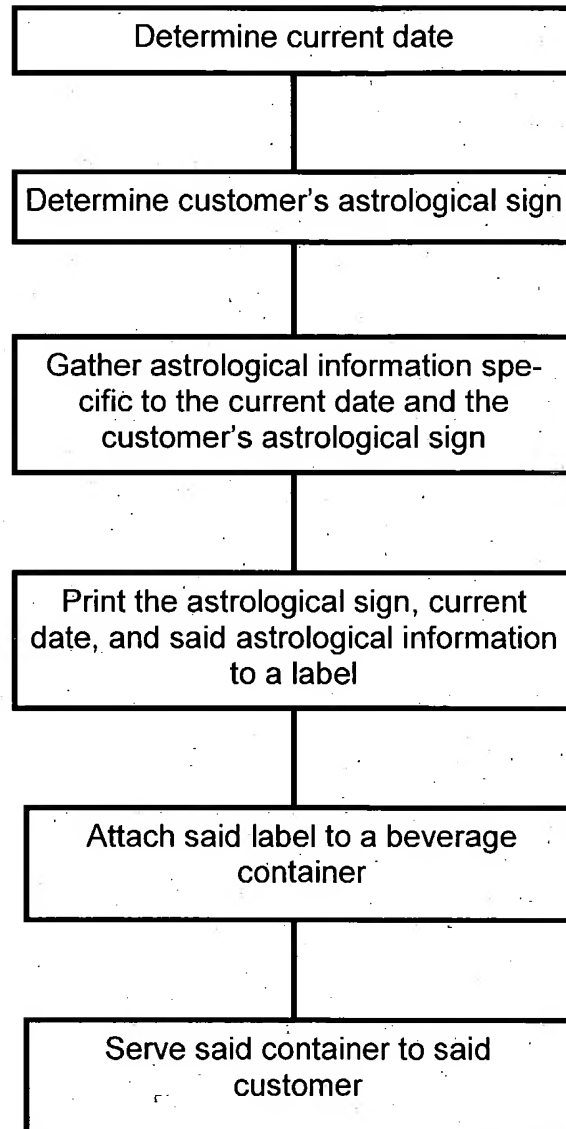 Determine current date
Determine customer's astrological sign
Gather astrological information spe-
cific to the current date and the
customer's astrological sign
Print the astrological sign, current
date, and said astrological information
to a label
Attach said label to a beverage
container
Serve said container to said
customer